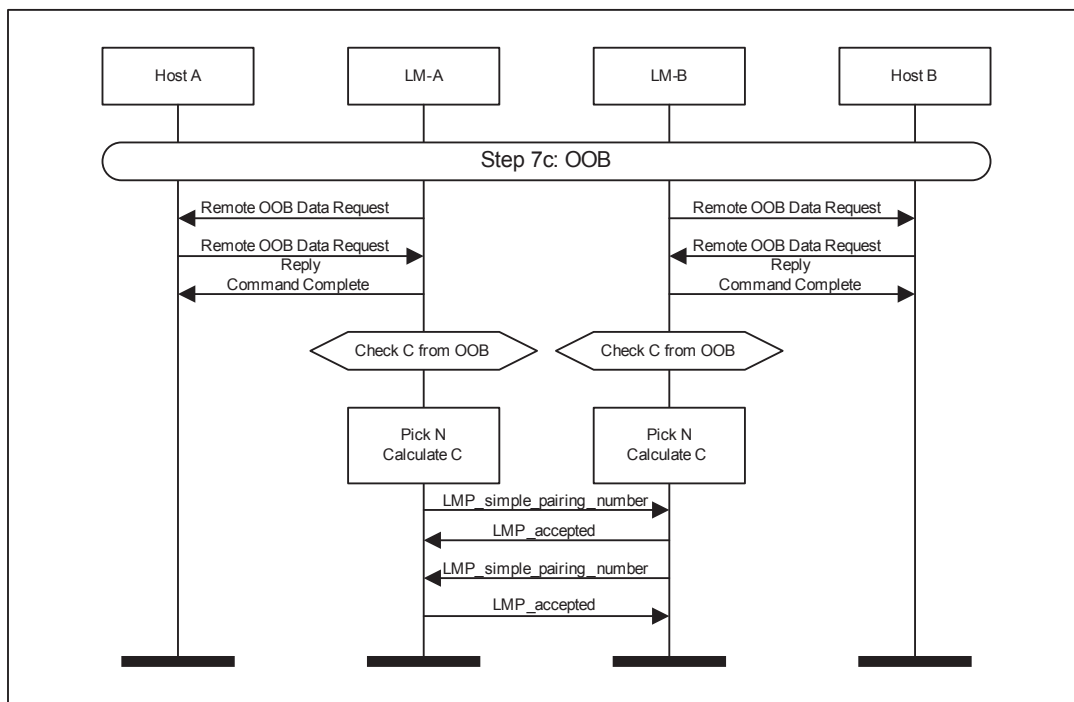 Host A
LM-A
LM-B
Host B
Step 7c: OOB
Remote OOB Data Request
Remote OOB Data Request
Remote OOB Data Request
Reply
Remote OOB Data Request
Reply
Command Complete
Command Complete
Check C from OOB
Check C from OOB
Pick N
Calculate C
Pick N
Calculate C
LMP_simple_pairing_number
LMP_accepted
LMP_simple_pairing_number
LMP_accepted